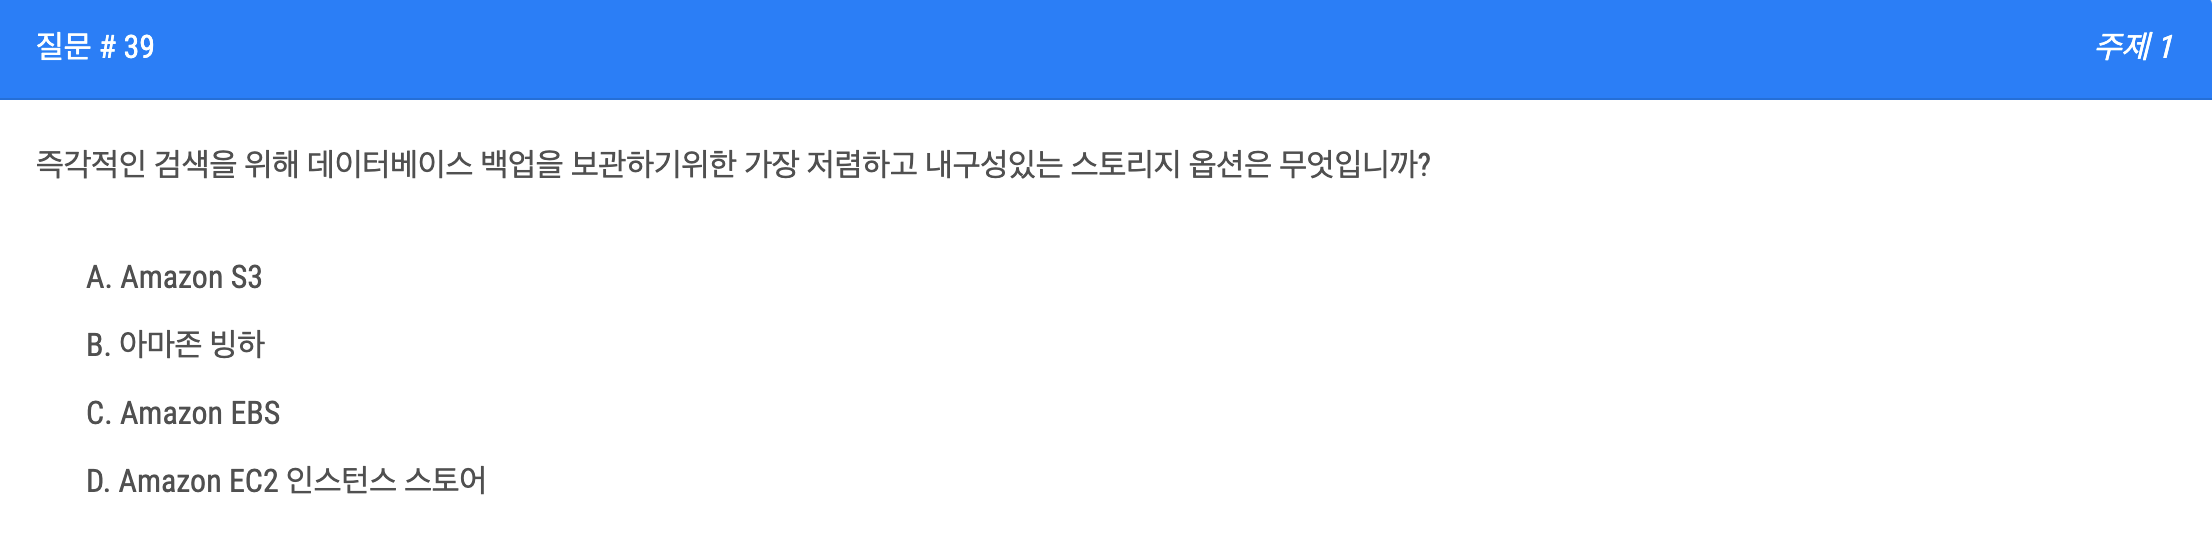 질문 # 39
주제 1
즉각적인 검색을 위해 데이터베이스 백업을 보관하기위한 가장 저렴하고 내구성있는 스토리지 옵션은 무엇입니까?
A. Amazon S3
B. 아마존 빙하
C. Amazon EBS
D. Amazon EC2 인스턴스 스토어